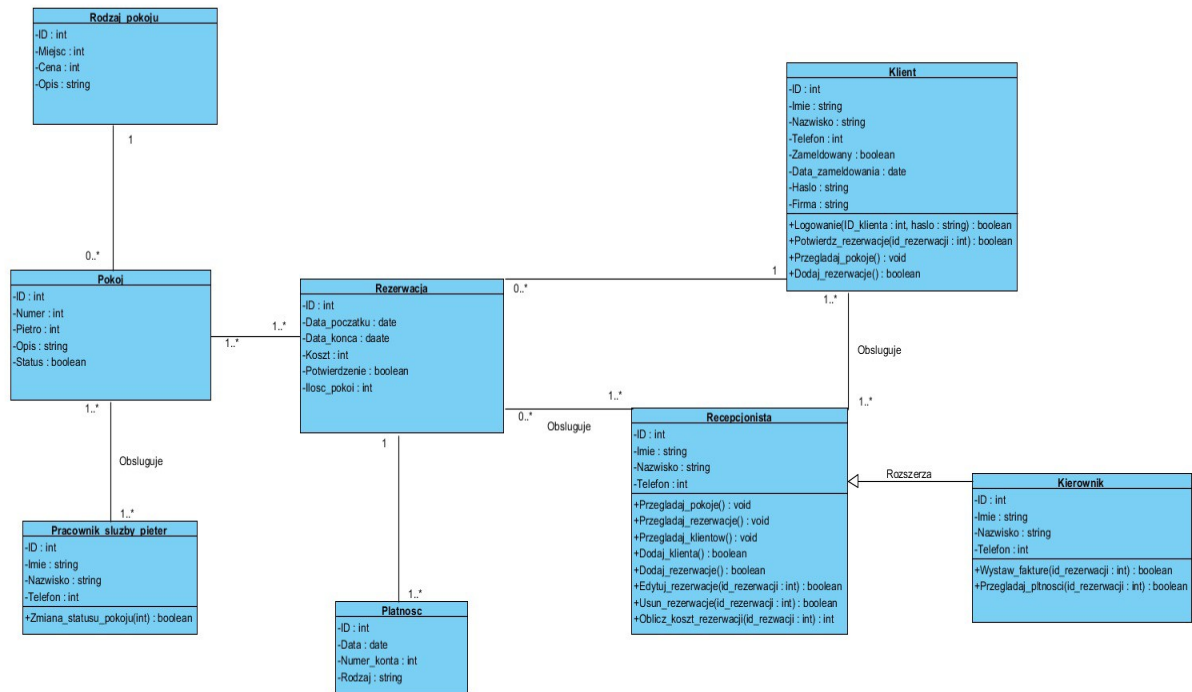 Rodzaj_pokoju
-ID : int
-Miejsc : int
-Cena : int
-Opis : string
1
0..*
Klient
-ID : int
-Imie : string
-Nazwisko : string
-Telefon : int
-Zameldowany : boolean
-Data_zameldowania : date
-Haslo : string
-Firma : string
+Logowanie(ID_klienta : int, haslo : string) : boolean
+Potwierdz_rezerwacje(id_rezerwacji : int) : boolean
+Przegladaj_pokoje() : void
+Dodaj_rezerwacje() : boolean
Pokoj
-ID : int
-Numer : int
-Pietro : int
-Opis : string
-Status : boolean
1..*
1..*
Rezerwacja
-ID : int
-Data_poczatku : date
-Data_konca : daate
-Koszt : int
-Potwierdzenie : boolean
-Ilosc_pokoi : int
0..*
1
1..*
Obsluguje
1..*
1..*
Obsluguje
1..*
0..*
Obsluguje
1..*
1
1..*
Recepcjonista
-ID : int
-Imie : string
-Nazwisko : string
-Telefon : int
+Przegladaj_pokoje() : void
+Przegladaj_rezerwacje() : void
+Przegladaj_klientow() : void
+Dodaj_klienta() : boolean
+Dodaj_rezerwacje() : boolean
+Edytuj_rezerwacje(id_rezerwacji : int) : boolean
+Usun_rezerwacje(id_rezerwacji : int) : boolean
+Oblicz_koszt_rezerwacji(id_rezwacji : int) : int
Rozszerza
Kierownik
-ID : int
-Imie : string
-Nazwisko : string
-Telefon : int
+Wystaw_fakture(id_rezerwacji : int) : boolean
+Przegladaj_pltnosci(id_rezerwacji : int) : boolean
Pracownik_sluzby_pieter
-ID : int
-Imie : string
-Nazwisko : string
-Telefon : int
+Zmiana_statusu_pokoju(int) : boolean
Platnosc
-ID : int
-Data : date
-Numer_konta : int
-Rodzaj : string